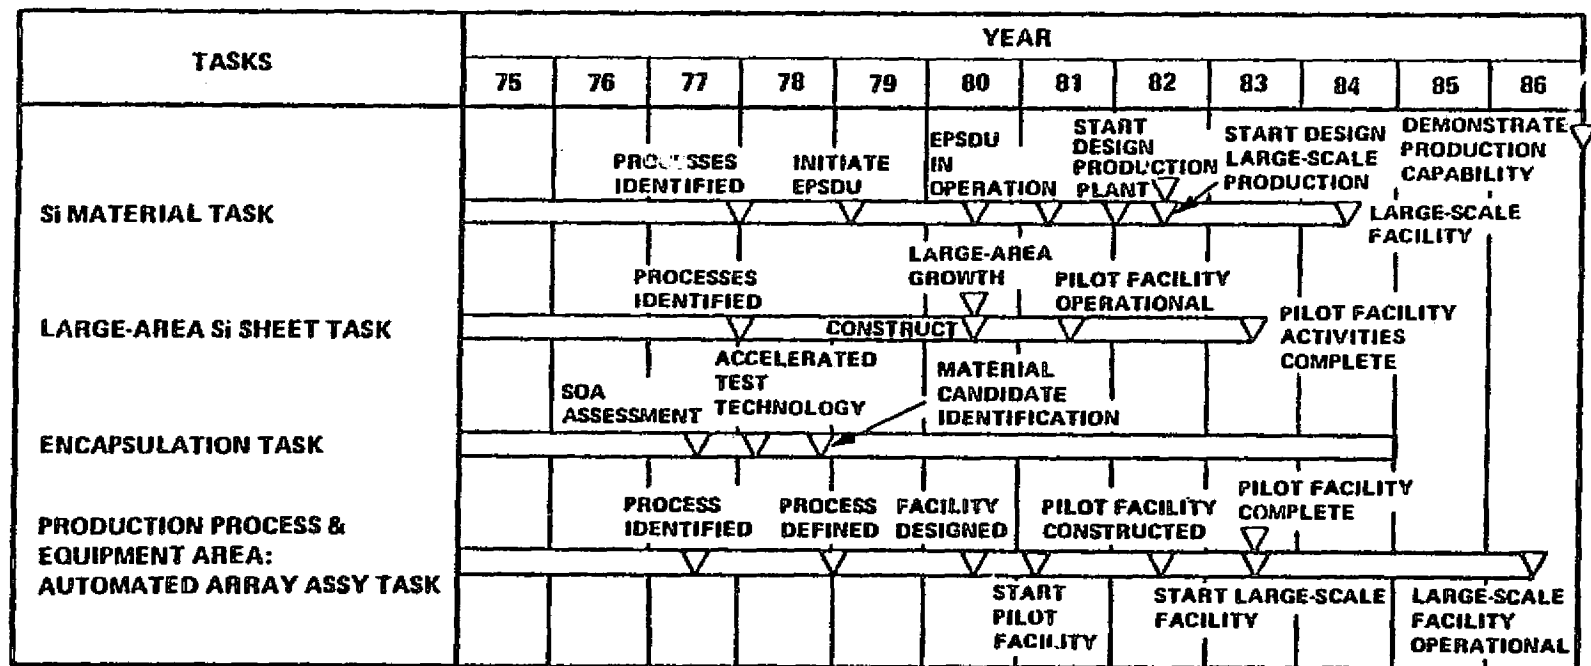 TASKS
YEAR
75 76 77 78 79 80 81 82 83 84 85 86
Si MATERIAL TASK
PROCESSES
IDENTIFIED
INITIATE
EPSDU
EPSDU
IN
OPERATION
START
DESIGN
PRODUCTION
PLANT
START DESIGN
LARGE-SCALE
PRODUCTION
DEMONSTRATE
PRODUCTION
CAPABILITY
LARGE-SCALE
FACILITY
LARGE-AREA Si SHEET TASK
PROCESSES
IDENTIFIED
CONSTRUCT
LARGE-AREA
GROWTH
PILOT FACILITY
OPERATIONAL
PILOT FACILITY
ACTIVITIES
COMPLETE
ENCAPSULATION TASK
SOA
ASSESSMENT
ACCELERATED
TEST
TECHNOLOGY
MATERIAL
CANDIDATE
IDENTIFICATION
PRODUCTION PROCESS &
EQUIPMENT AREA:
AUTOMATED ARRAY ASSY TASK
PROCESS
IDENTIFIED
PROCESS
DEFINED
FACILITY
DESIGNED
START
PILOT
FACILITY
PILOT FACILITY
CONSTRUCTED
PILOT FACILITY
COMPLETE
START LARGE-SCALE
FACILITY
LARGE-SCALE
FACILITY
OPERATIONAL